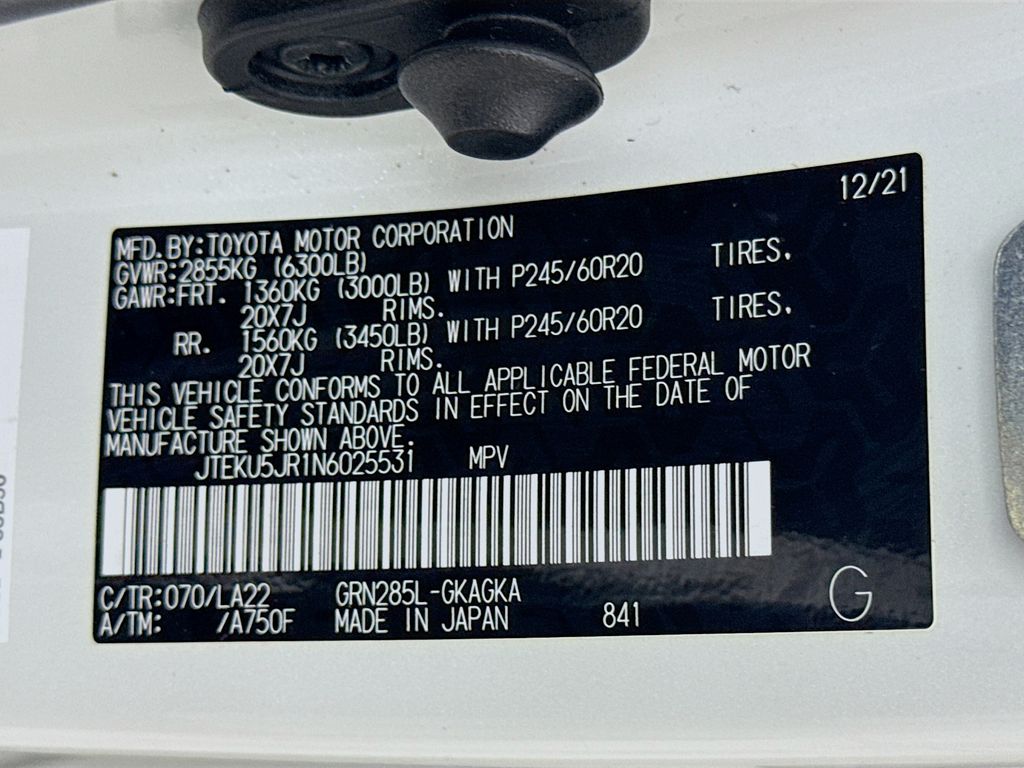 12/21
MFD.BY:TOYOTA MOTOR CORPORATION
GVWR:2855KG (6300LB)
GAWR:FRT. 1360KG (3000LB) WITH P245/60R20 TIRES.
20X7J RIMS.
RR. 1560KG (3450LB) WITH P245/60R20 TIRES.
20X7J RIMS.
THIS VEHICLE CONFORMS TO ALL APPLICABLE FEDERAL MOTOR
VEHICLE SAFETY STANDARDS IN EFFECT ON THE DATE OF
MANUFACTURE SHOWN ABOVE.
JTEKU5JR1N6025531 MPV
C/TR:070/LA22 GRN285L-GKAGKA
A/TM: /A750F MADE IN JAPAN 841 G